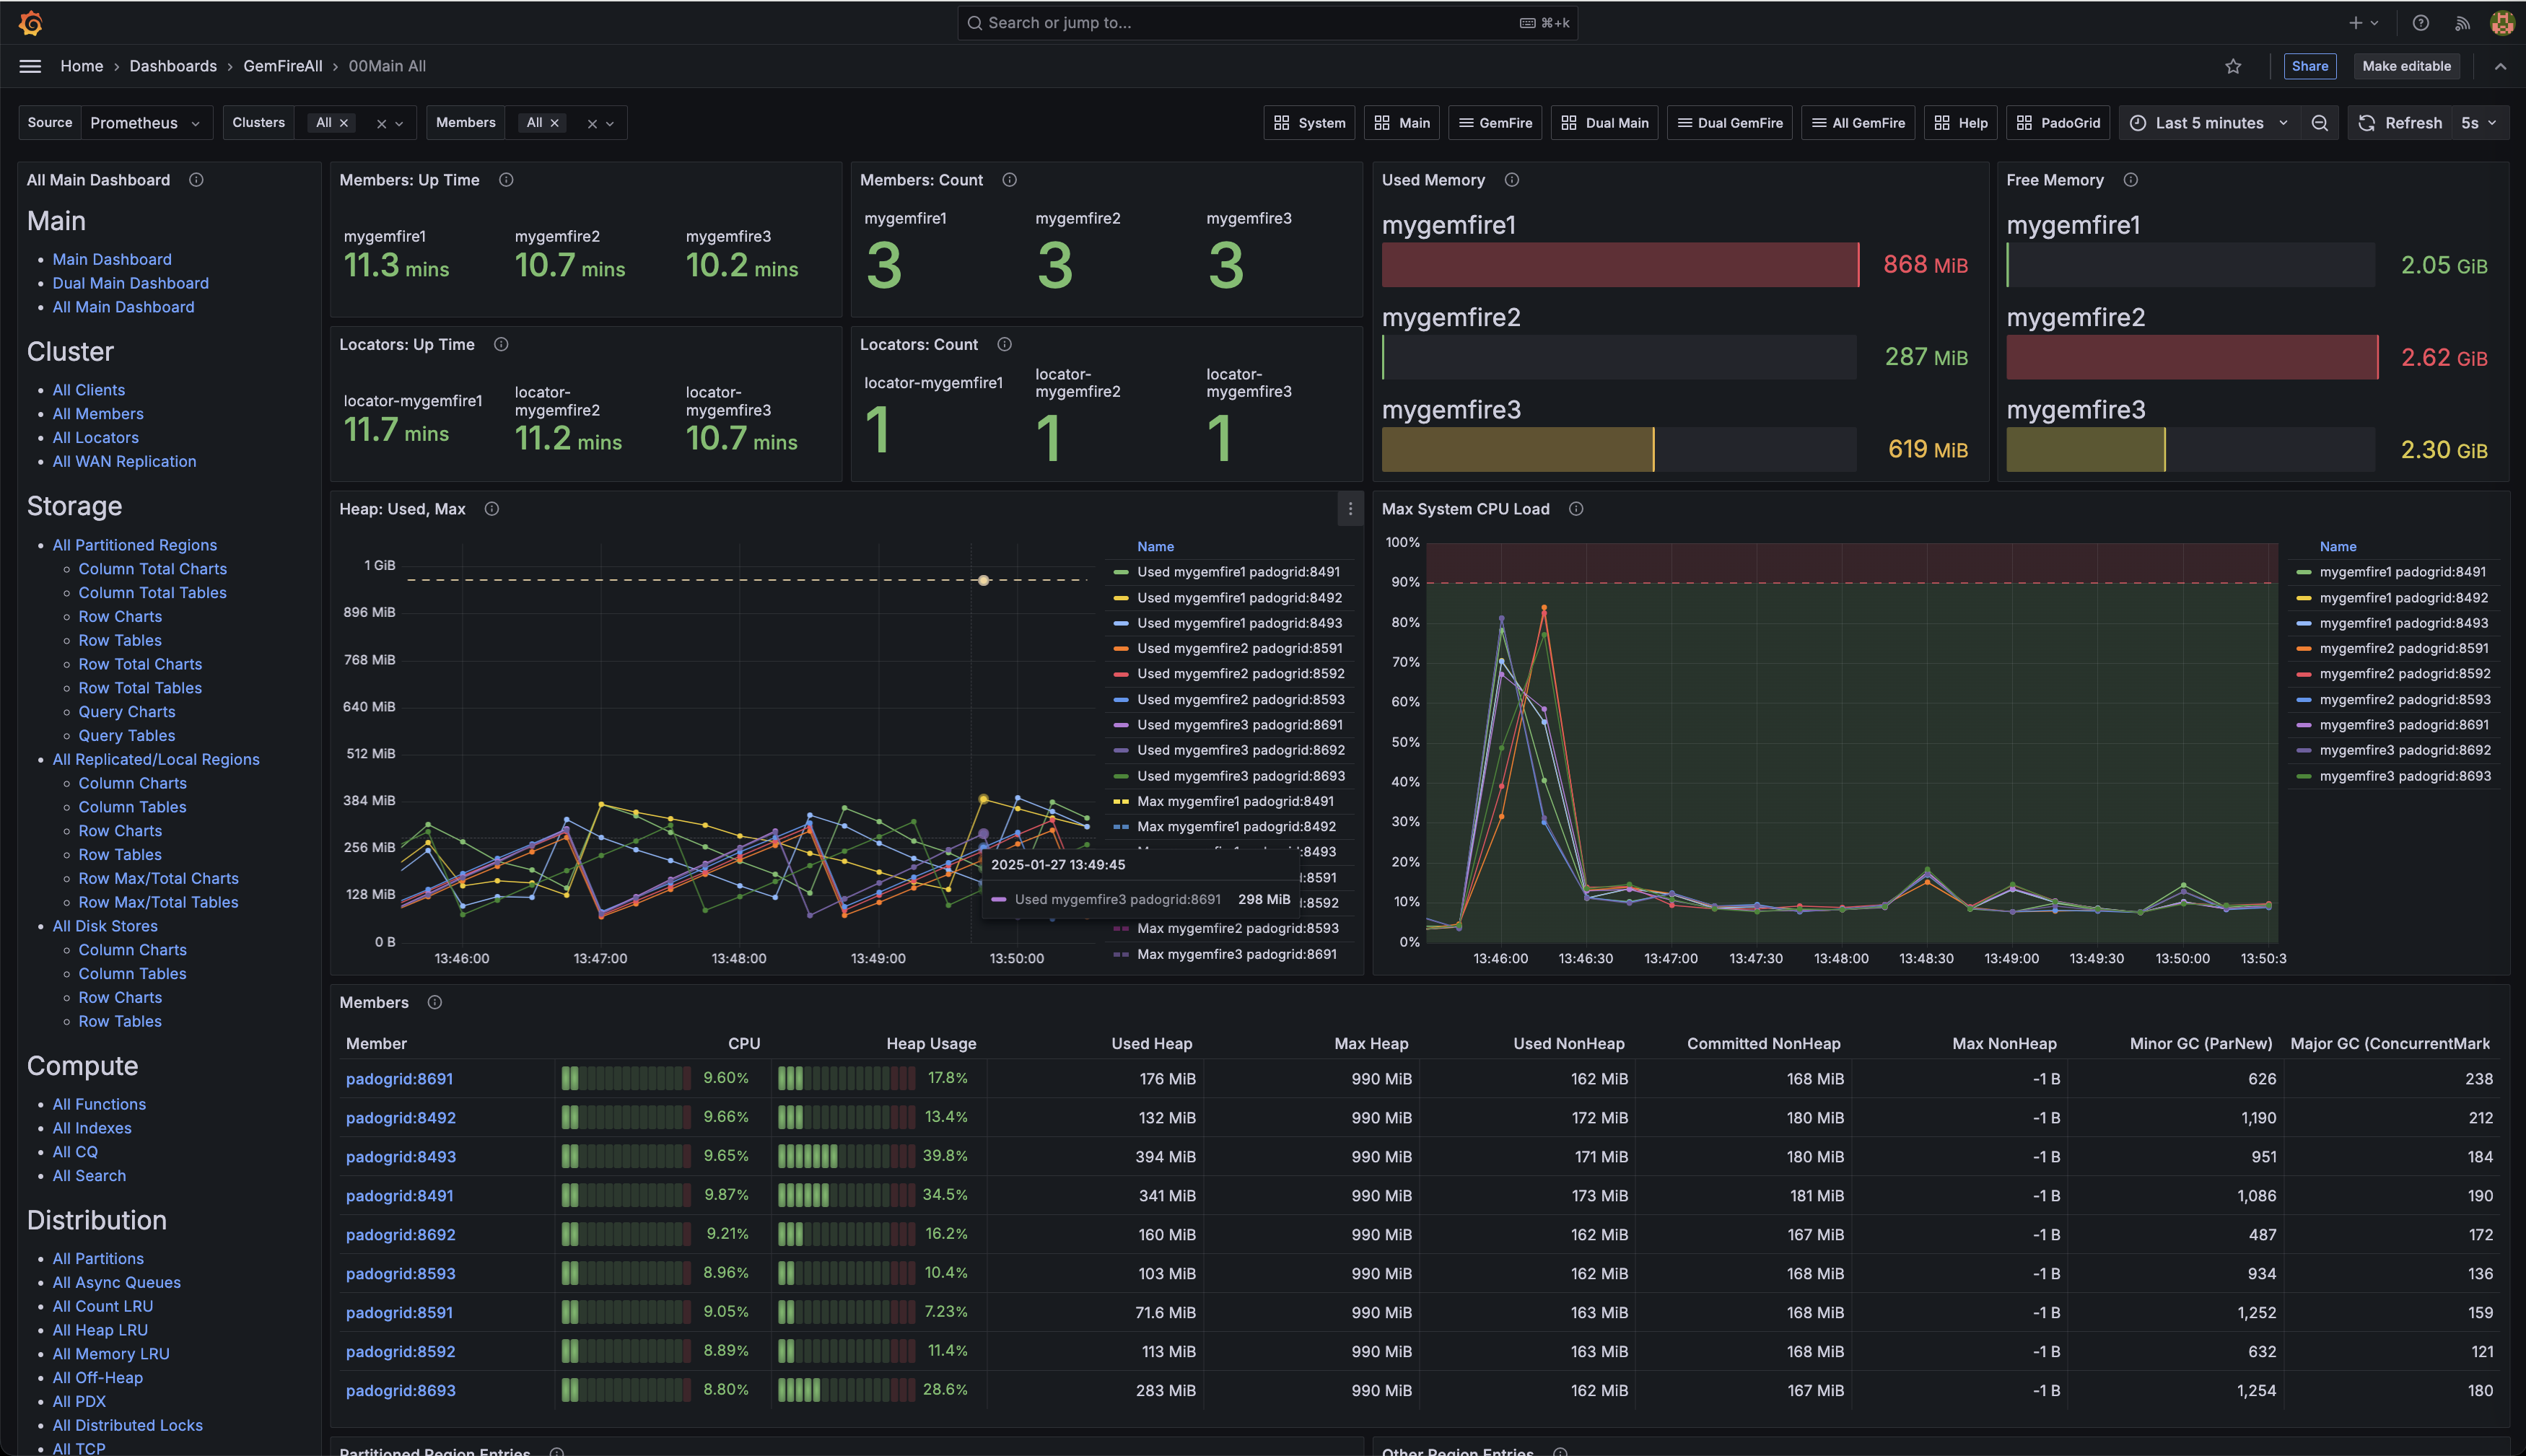 Search or jump to...
⌘+k
Home › Dashboards › GemFireAll › 00Main All
Share
Make editable
Source Prometheus
Clusters All
Members All
System
Main
GemFire
Dual Main
Dual GemFire
All GemFire
Help
PadoGrid
Last 5 minutes
Refresh 5s
All Main Dashboard
Main
Main Dashboard
Dual Main Dashboard
All Main Dashboard
Cluster
All Clients
All Members
All Locators
All WAN Replication
Storage
All Partitioned Regions
Column Total Charts
Column Total Tables
Row Charts
Row Tables
Row Total Charts
Row Total Tables
Query Charts
Query Tables
All Replicated/Local Regions
Column Charts
Column Tables
Row Charts
Row Tables
Row Max/Total Charts
Row Max/Total Tables
All Disk Stores
Column Charts
Column Tables
Row Charts
Row Tables
Compute
All Functions
All Indexes
All CQ
All Search
Distribution
All Partitions
All Async Queues
All Count LRU
All Heap LRU
All Memory LRU
All Off-Heap
All PDX
All Distributed Locks
All TCP
Members: Up Time
mygemfire1 mygemfire2 mygemfire3
11.3 mins 10.7 mins 10.2 mins
Members: Count
mygemfire1 mygemfire2 mygemfire3
3 3 3
Locators: Up Time
locator-mygemfire1
11.7 mins
locator-
mygemfire2
11.2 mins
locator-
mygemfire3
10.7 mins
Locators: Count
locator-mygemfire1
1
locator-
mygemfire2
1
locator-
mygemfire3
1
Used Memory
mygemfire1
868 MiB
mygemfire2
287 MiB
mygemfire3
619 MiB
Free Memory
mygemfire1
2.05 GiB
mygemfire2
2.62 GiB
mygemfire3
2.30 GiB
Heap: Used, Max
1 GiB
896 MiB
768 MiB
640 MiB
512 MiB
384 MiB
256 MiB
128 MiB
0 B
13:46:00 13:47:00 13:48:00 13:49:00 13:50:00
Name
Used mygemfire1 padogrid:8491
Used mygemfire1 padogrid:8492
Used mygemfire1 padogrid:8493
Used mygemfire2 padogrid:8591
Used mygemfire2 padogrid:8592
Used mygemfire2 padogrid:8593
Used mygemfire3 padogrid:8691
Used mygemfire3 padogrid:8692
Used mygemfire3 padogrid:8693
Max mygemfire1 padogrid:8491
Max mygemfire1 padogrid:8492
:8493
:8591
:8592
Max mygemfire2 padogrid:8593
Max mygemfire3 padogrid:8691
2025-01-27 13:49:45
Used mygemfire3 padogrid:8691 298 MiB
Max System CPU Load
100%
90%
80%
70%
60%
50%
40%
30%
20%
10%
0%
13:46:00 13:46:30 13:47:00 13:47:30 13:48:00 13:48:30 13:49:00 13:49:30 13:50:00 13:50:3
Name
mygemfire1 padogrid:8491
mygemfire1 padogrid:8492
mygemfire1 padogrid:8493
mygemfire2 padogrid:8591
mygemfire2 padogrid:8592
mygemfire2 padogrid:8593
mygemfire3 padogrid:8691
mygemfire3 padogrid:8692
mygemfire3 padogrid:8693
Members
Member CPU Heap Usage Used Heap Max Heap Used NonHeap Committed NonHeap Max NonHeap Minor GC (ParNew) Major GC (ConcurrentMark
padogrid:8691 9.60% 17.8% 176 MiB 990 MiB 162 MiB 168 MiB -1 B 626 238
padogrid:8492 9.66% 13.4% 132 MiB 990 MiB 172 MiB 180 MiB -1 B 1,190 212
padogrid:8493 9.65% 39.8% 394 MiB 990 MiB 171 MiB 180 MiB -1 B 951 184
padogrid:8491 9.87% 34.5% 341 MiB 990 MiB 173 MiB 181 MiB -1 B 1,086 190
padogrid:8692 9.21% 16.2% 160 MiB 990 MiB 162 MiB 167 MiB -1 B 487 172
padogrid:8593 8.96% 10.4% 103 MiB 990 MiB 162 MiB 168 MiB -1 B 934 136
padogrid:8591 9.05% 7.23% 71.6 MiB 990 MiB 163 MiB 168 MiB -1 B 1,252 159
padogrid:8592 8.89% 11.4% 113 MiB 990 MiB 163 MiB 168 MiB -1 B 632 121
padogrid:8693 8.80% 28.6% 283 MiB 990 MiB 162 MiB 167 MiB -1 B 1,254 180
Partitioned Region Entries
Other Region Entries